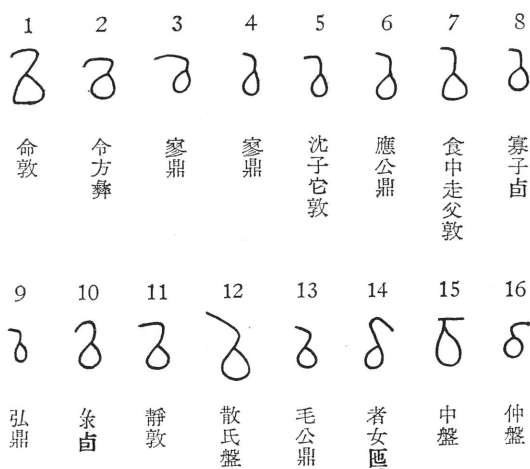 1 2 3 4 5 6 7 8
命敦
令方彝
寥鼎
寥鼎
沈子它敦
應公鼎
食中走父敦
寡子卣
9 10 11 12 13 14 15 16
弘鼎
彔卣
靜敦
散氏盤
毛公鼎
者女匜
中盤
仲盤